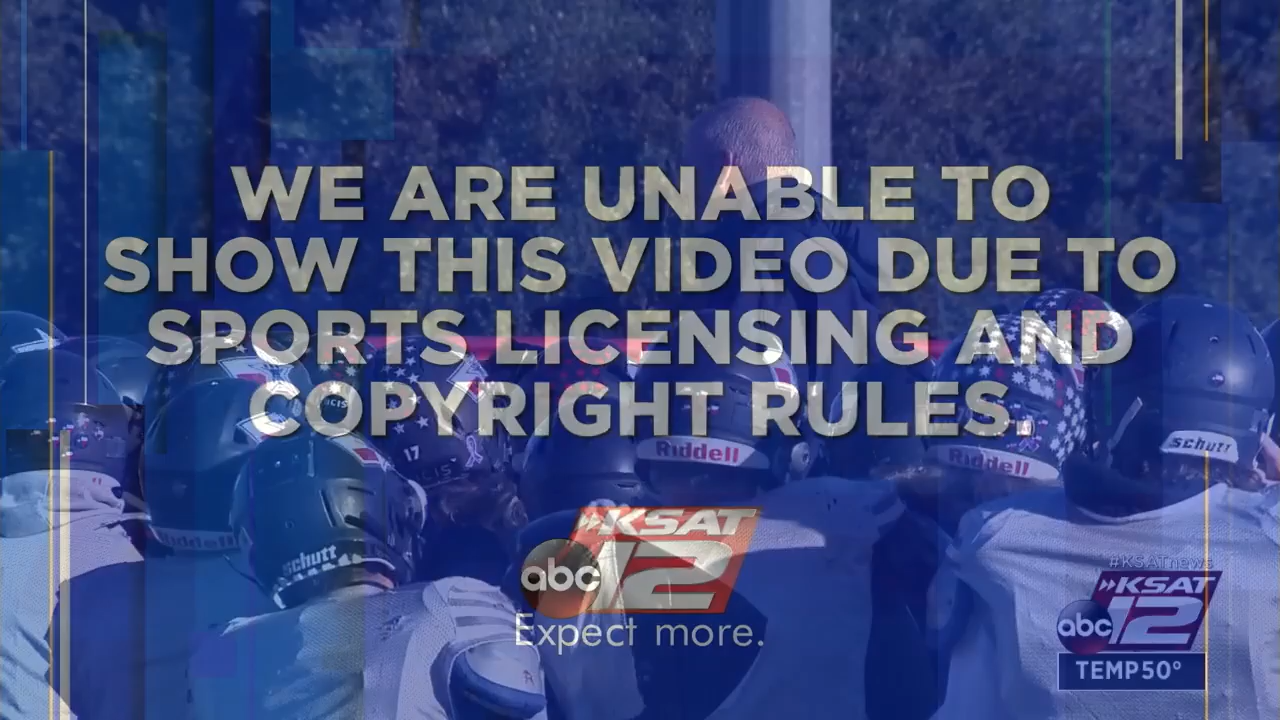 WE ARE UNABLE TO
SHOW THIS VIDEO DUE TO
SPORTS LICENSING AND
COPYRIGHT RULES.
17
Riddell
Riddell
schutt
Riddell
schutt
KSAT
abc 12
Expect more.
#KSATnews
KSAT
abc 12
TEMP 50°